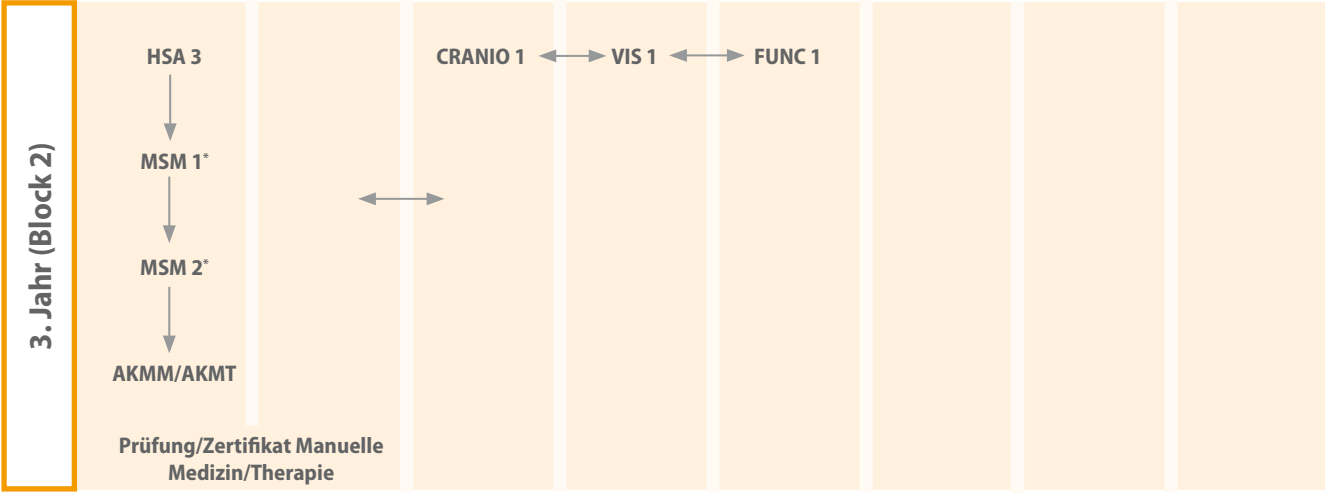 3. Jahr (Block 2)
HSA 3
CRANIO 1 VIS 1 FUNC 1
MSM 1*
MSM 2*
AKMM/AKMT
Prüfung/Zertifikat Manuelle
Medizin/Therapie